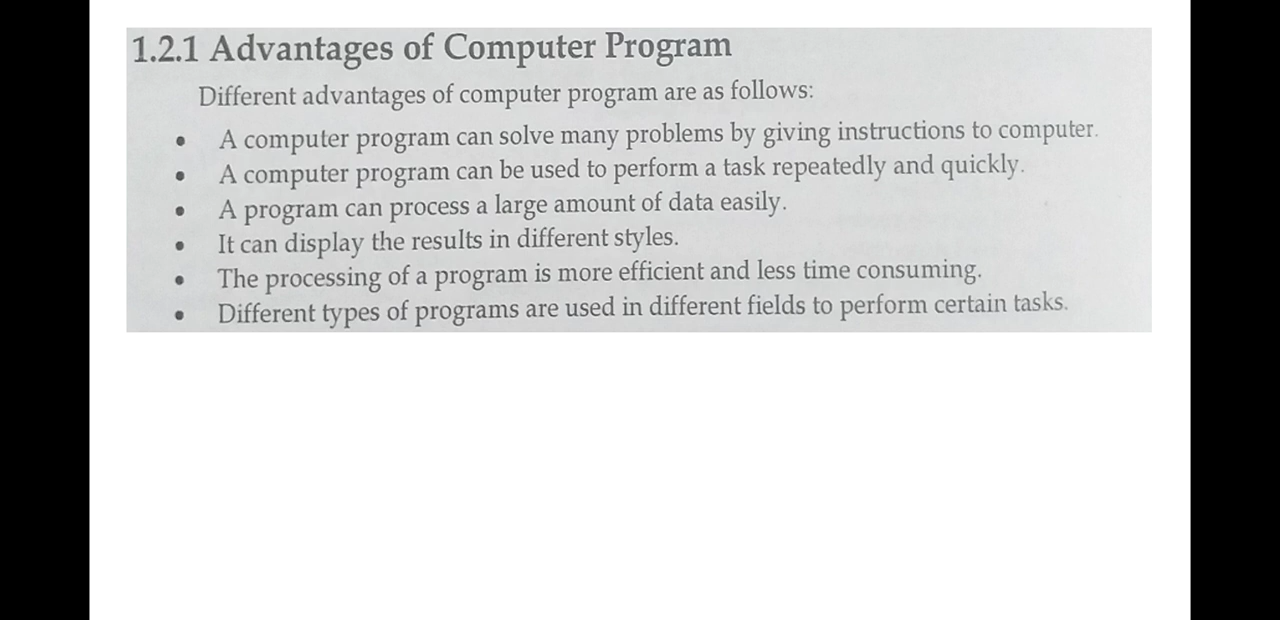 1.2.1 Advantages of Computer Program
Different advantages of computer program are as follows:
• A computer program can solve many problems by giving instructions to computer.
• A computer program can be used to perform a task repeatedly and quickly.
• A program can process a large amount of data easily.
• It can display the results in different styles.
• The processing of a program is more efficient and less time consuming.
• Different types of programs are used in different fields to perform certain tasks.